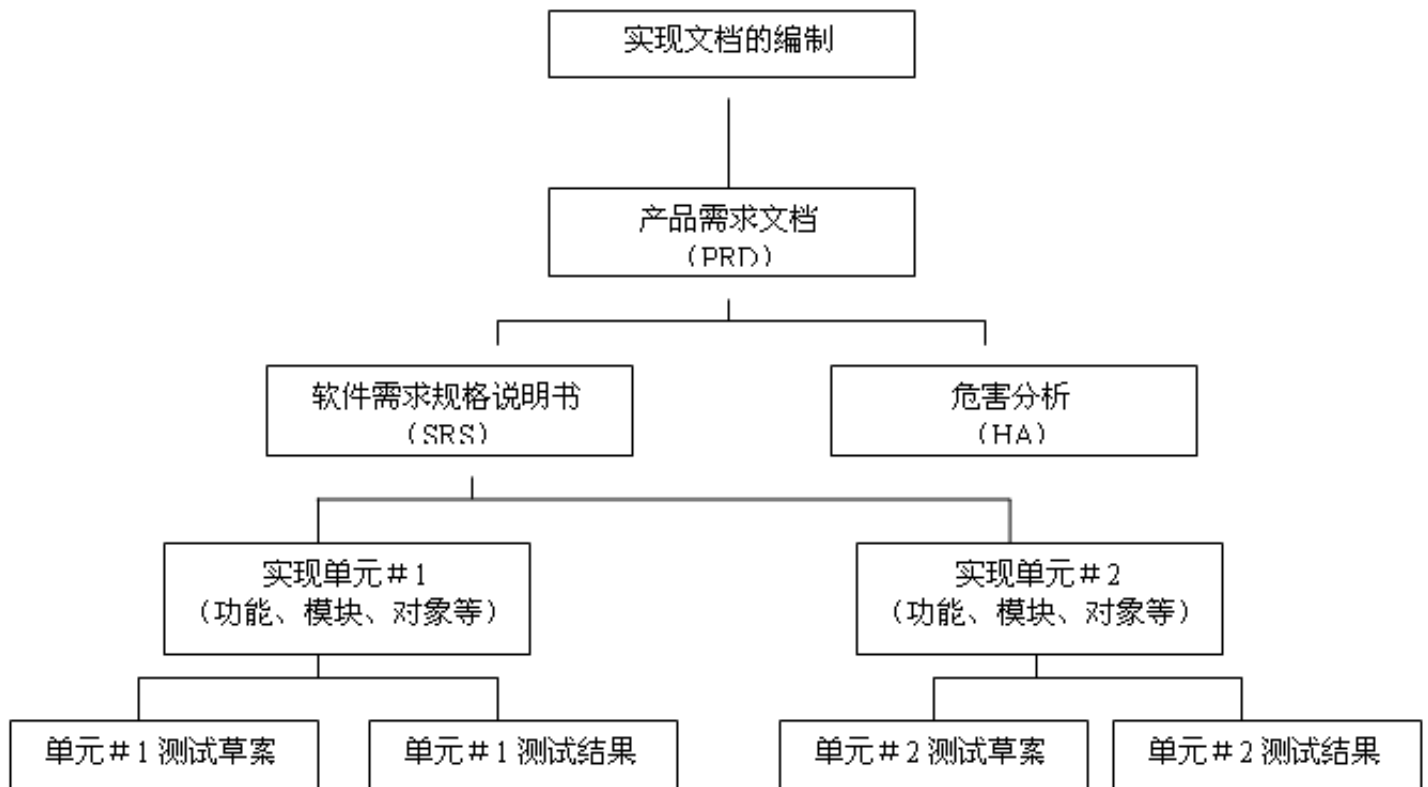 实现文档的编制
产品需求文档
(PRD)
软件需求规格说明书
(SRS)
危害分析
(HA)
实现单元＃1
(功能、模块、对象等)
实现单元＃2
(功能、模块、对象等)
单元＃1 测试草案
单元＃1 测试结果
单元＃2 测试草案
单元＃2 测试结果